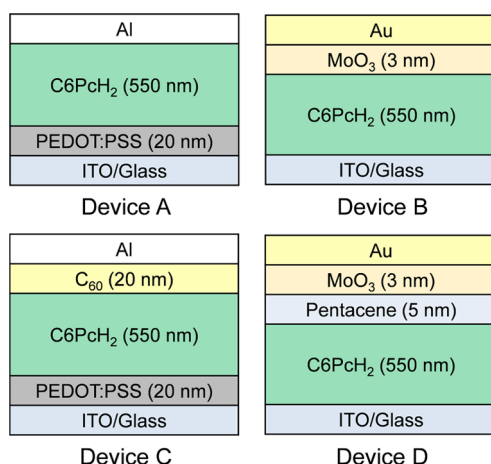 Al
C6PcH₂ (550 nm)
PEDOT:PSS (20 nm)
ITO/Glass
Device A
Au
MoO₃ (3 nm)
C6PcH₂ (550 nm)
ITO/Glass
Device B
Al
C₆₀ (20 nm)
C6PcH₂ (550 nm)
PEDOT:PSS (20 nm)
ITO/Glass
Device C
Au
MoO₃ (3 nm)
Pentacene (5 nm)
C6PcH₂ (550 nm)
ITO/Glass
Device D